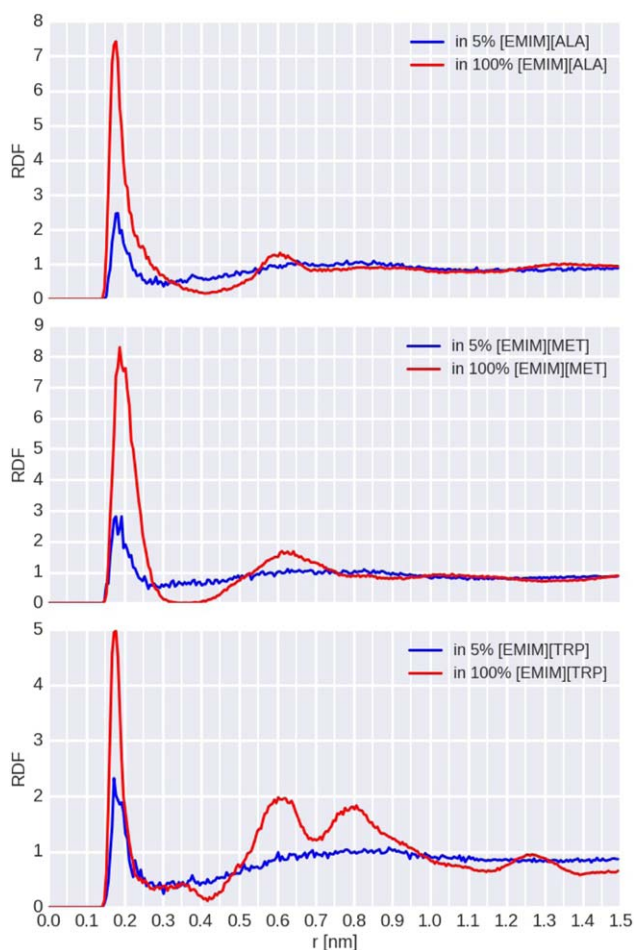 8
7
6
5
4
3
2
1
0
RDF
in 5% [EMIM][ALA]
in 100% [EMIM][ALA]
9
8
7
6
5
4
3
2
1
0
RDF
in 5% [EMIM][MET]
in 100% [EMIM][MET]
5
4
3
2
1
0
RDF
in 5% [EMIM][TRP]
in 100% [EMIM][TRP]
0.0 0.1 0.2 0.3 0.4 0.5 0.6 0.7 0.8 0.9 1.0 1.1 1.2 1.3 1.4 1.5
r [nm]